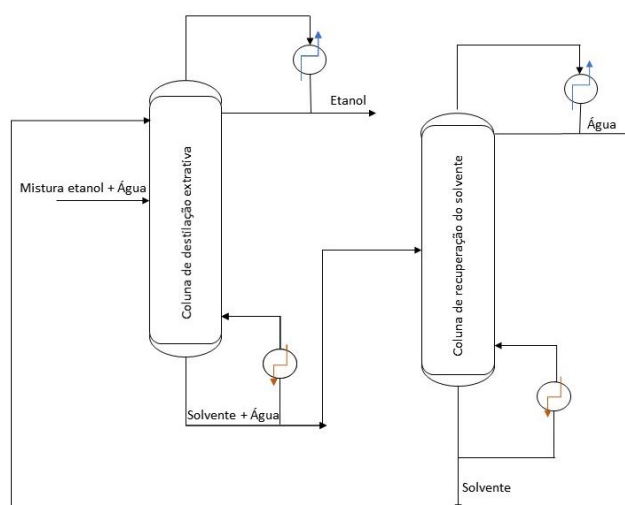 Etanol
Água
Mistura etanol + Água
Coluna de destilação extrativa
Coluna de recuperação do solvente
Solvente + Água
Solvente